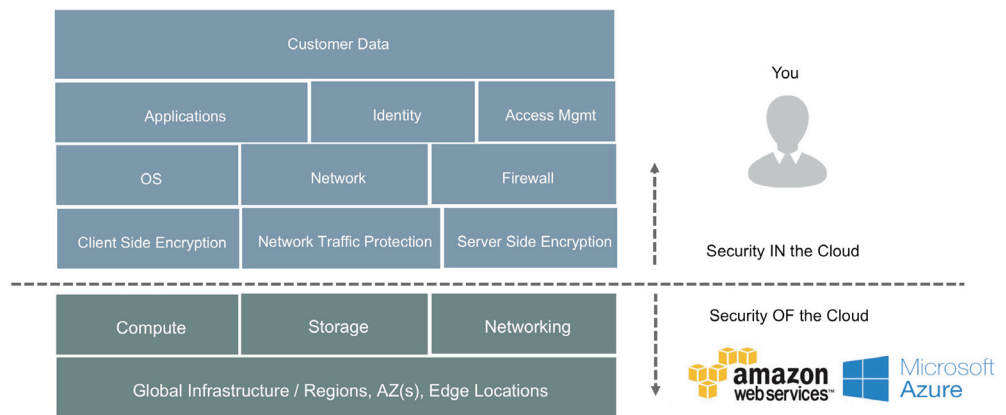 Customer Data
You
Applications
Identity
Access Mgmt
OS
Network
Firewall
Client Side Encryption
Network Traffic Protection
Server Side Encryption
Security IN the Cloud
Security OF the Cloud
Compute
Storage
Networking
Global Infrastructure / Regions, AZ(s), Edge Locations
amazon
webservices™
Microsoft
Azure